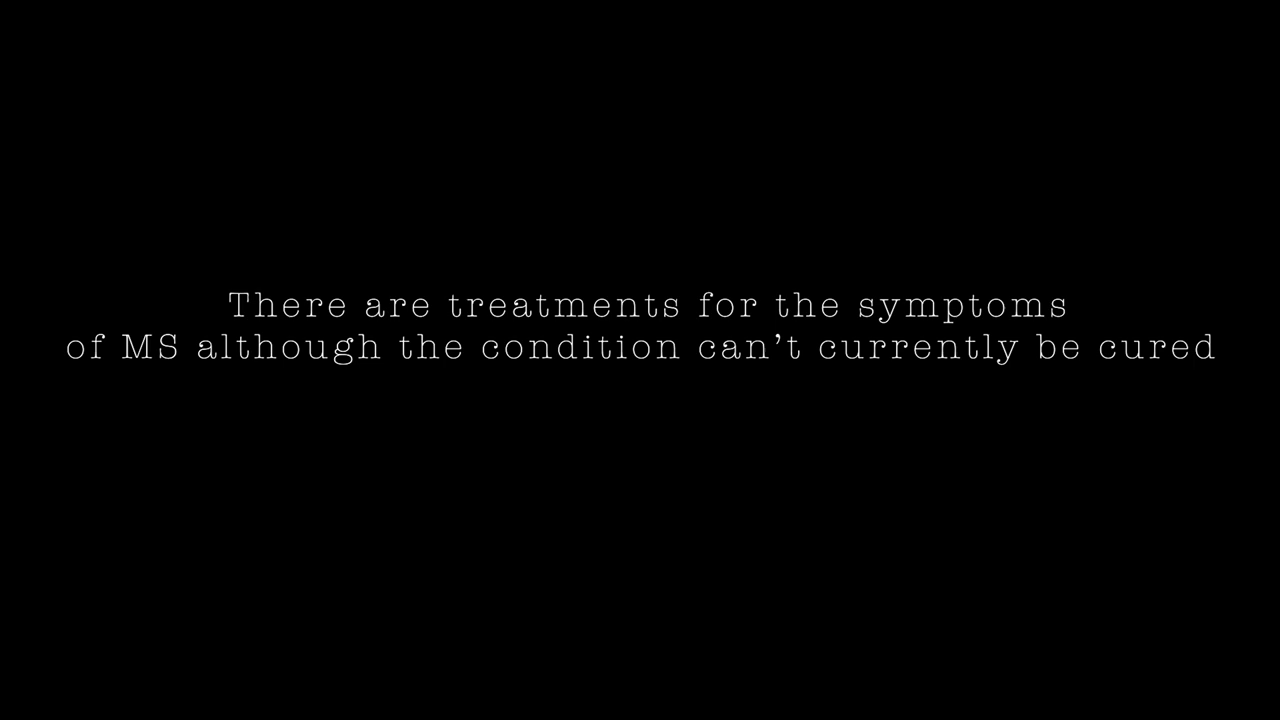 There are treatments for the symptoms
of MS although the condition can’t currently be cured